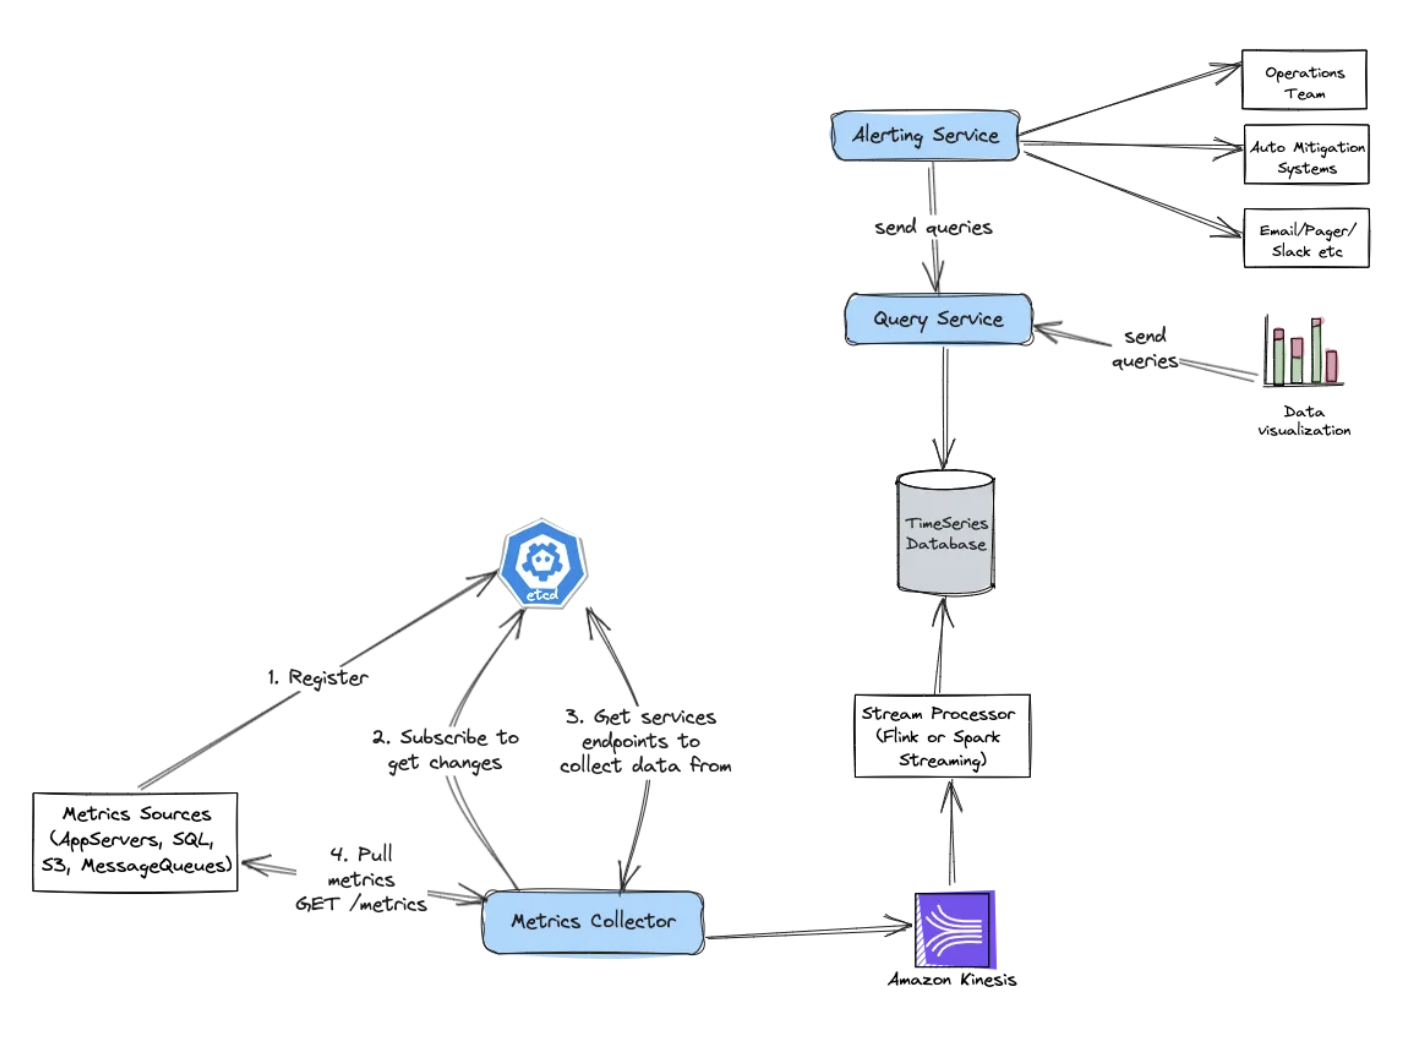 Operations
Team
Alerting Service
Auto Mitigation
Systems
send queries
Email/Pager/
Slack etc
Query Service
send
queries
Data
visualization
TimeSeries
Database
etcd
1. Register
2. Subscribe to
get changes
3. Get services
endpoints to
collect data from
Stream Processor
(Flink or Spark
Streaming)
Metrics Sources
(AppServers, SQL,
S3, MessageQueues)
4. Pull
metrics
GET /metrics
Metrics Collector
Amazon Kinesis